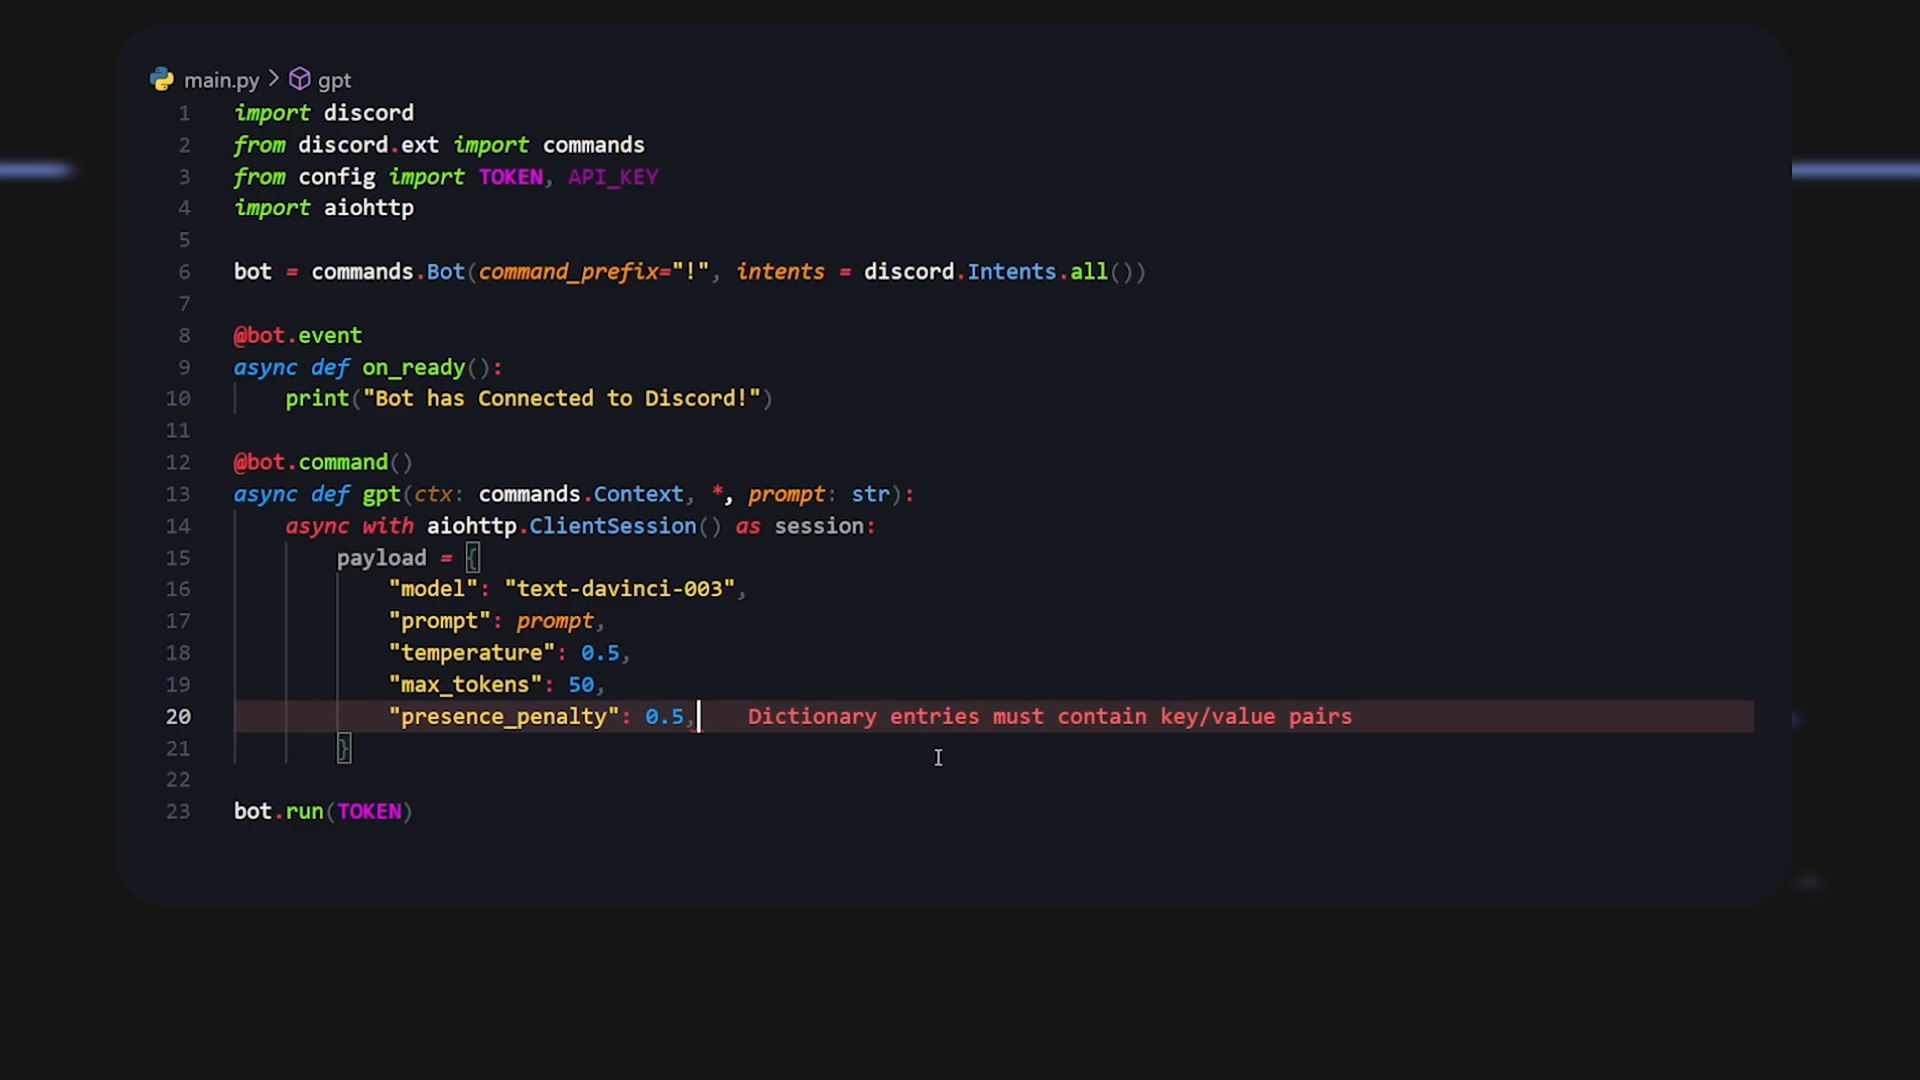 main.py > gpt
1 import discord
2 from discord.ext import commands
3 from config import TOKEN, API_KEY
4 import aiohttp
5
6 bot = commands.Bot(command_prefix="!", intents = discord.Intents.all())
7
8 @bot.event
9 async def on_ready():
10 print("Bot has Connected to Discord!")
11
12 @bot.command()
13 async def gpt(ctx: commands.Context, *, prompt: str):
14 async with aiohttp.ClientSession() as session:
15 payload = {
16 "model": "text-davinci-003",
17 "prompt": prompt,
18 "temperature": 0.5,
19 "max_tokens": 50,
20 "presence_penalty": 0.5, Dictionary entries must contain key/value pairs
21 }
22
23 bot.run(TOKEN)